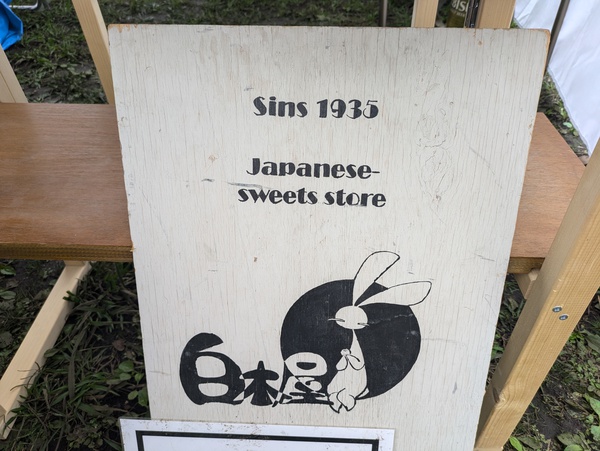 Sins 1935
Japanese-
sweets store
白木屋